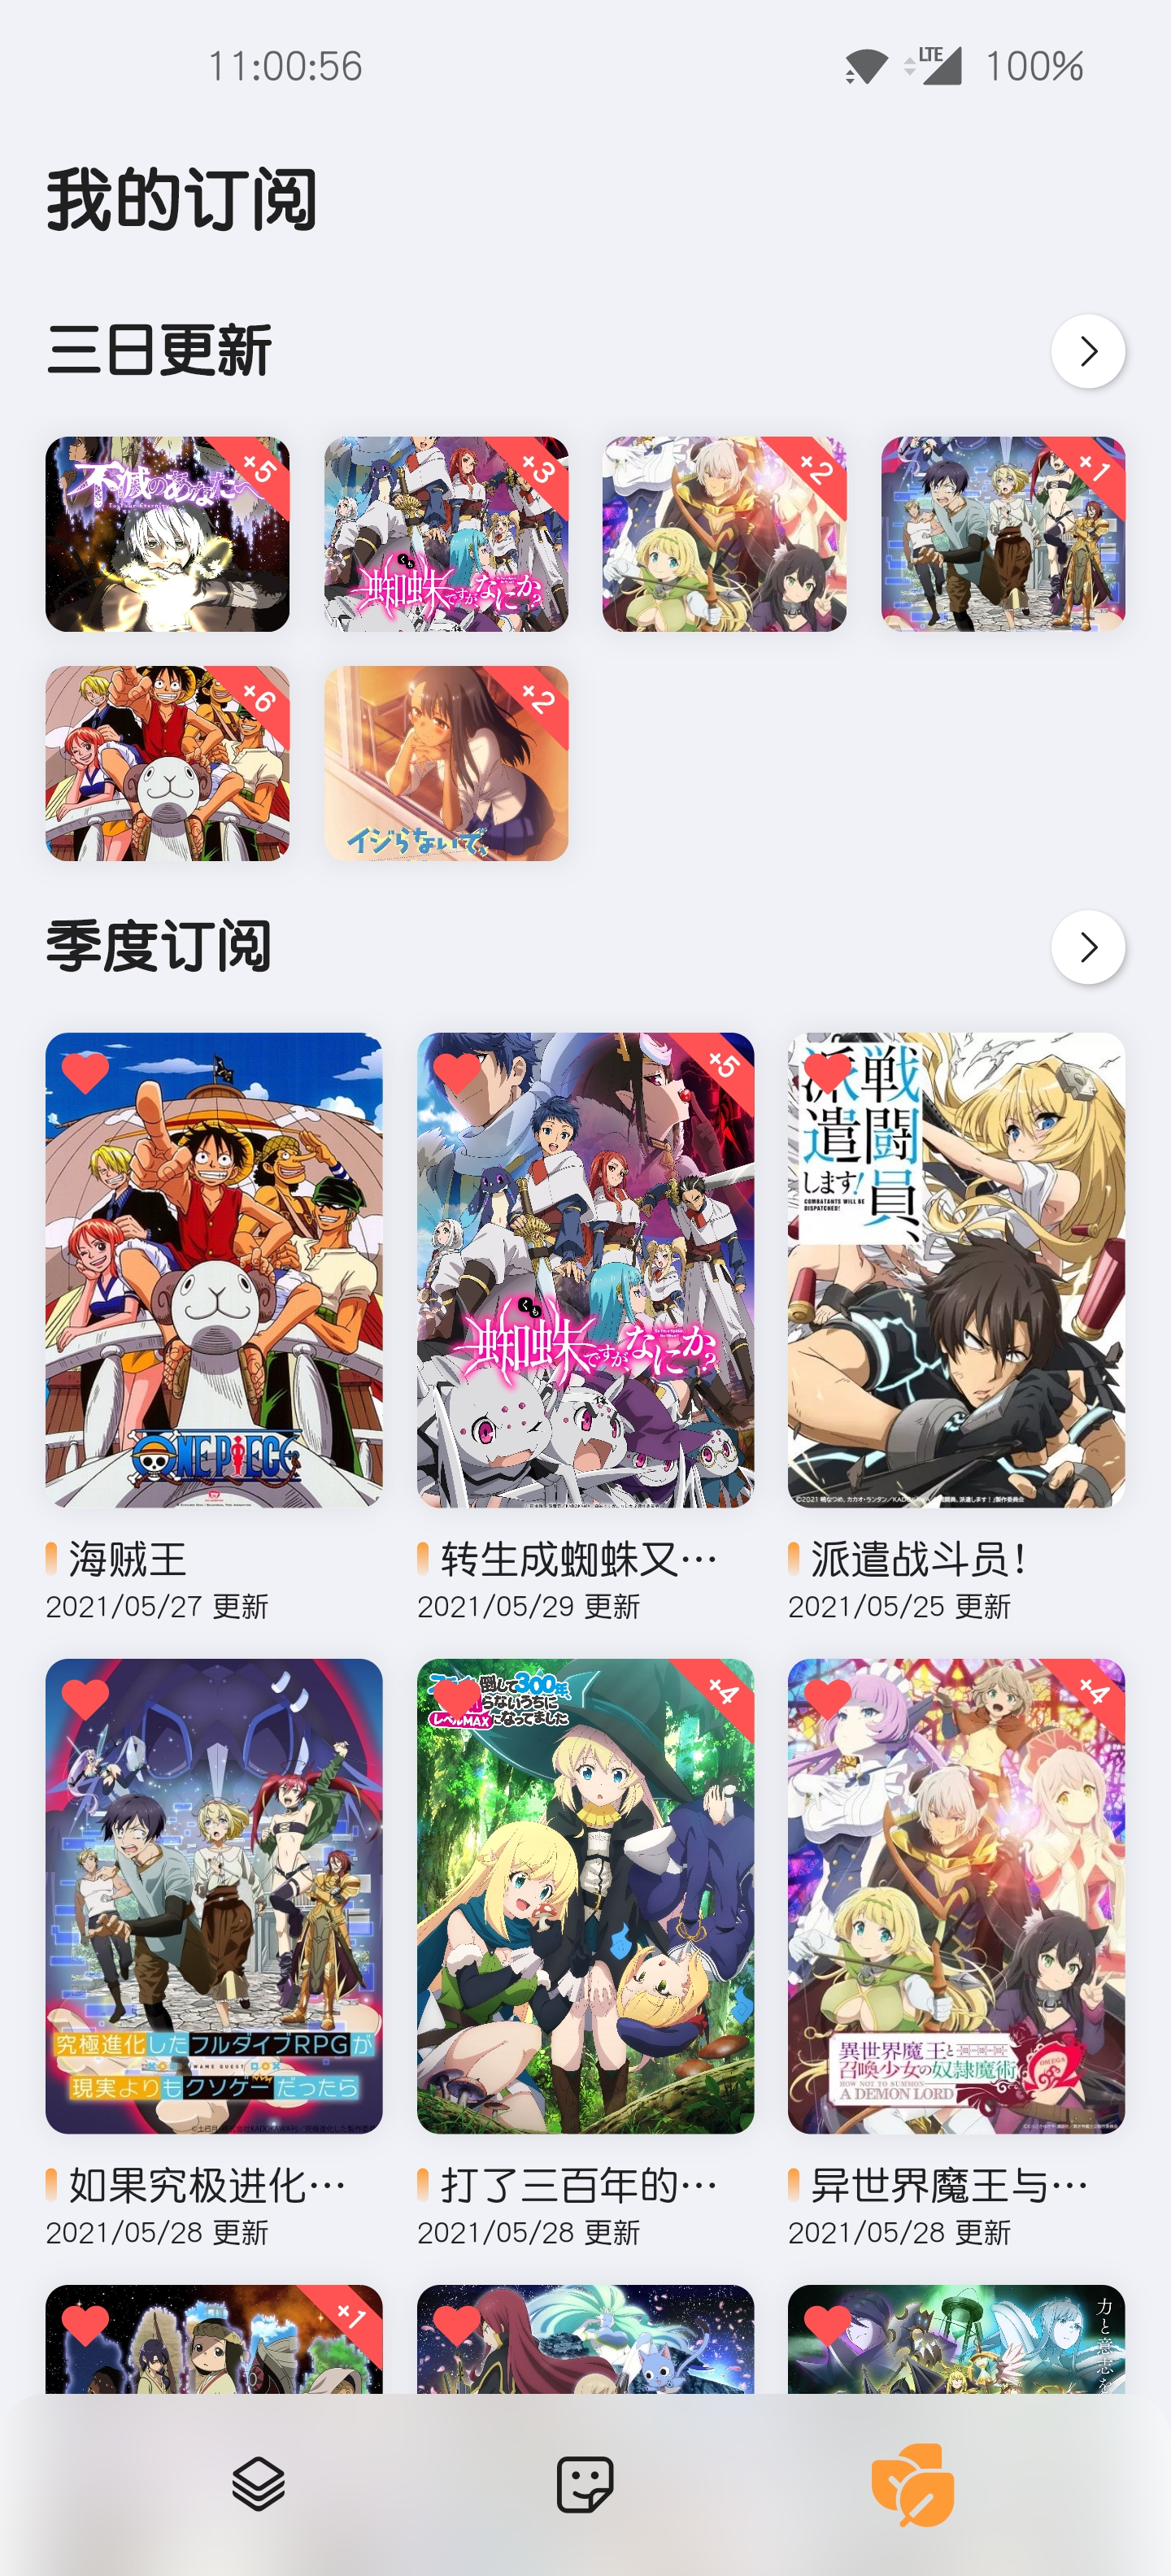 11:00:56 LTE 100%
我的订阅
三日更新
+5 +3 +2 +1
不滅のあなたへ
蜘蛛ですがなにか?
+6 +2
イジらないで、
季度订阅
+5
戦闘員、
派遣
します!
COMBATANTS WILL BE
DISPATCHED!
くも
蜘蛛ですがなにか?
ONE PIECE
海贼王
转生成蜘蛛又…
派遣战斗员!
2021/05/27 更新
2021/05/29 更新
2021/05/25 更新
+4
+4
倒して300年、
らないうちに
レベルMAXになってました
究極進化したフルダイブRPGが
現実よりもクソゲーだったら
異世界魔王と
召喚少女の奴隷魔術
HOW NOT TO SUMMON
A DEMON LORD
OMEGA
如果究极进化…
打了三百年的…
异世界魔王与…
2021/05/28 更新
2021/05/28 更新
2021/05/28 更新
+1
力と意志を